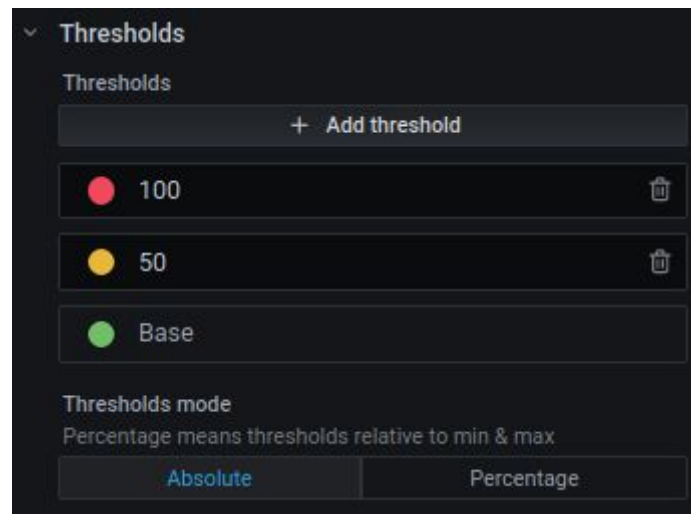 Thresholds
Thresholds
+ Add threshold
100
50
Base
Thresholds mode
Percentage means thresholds relative to min & max
Absolute Percentage